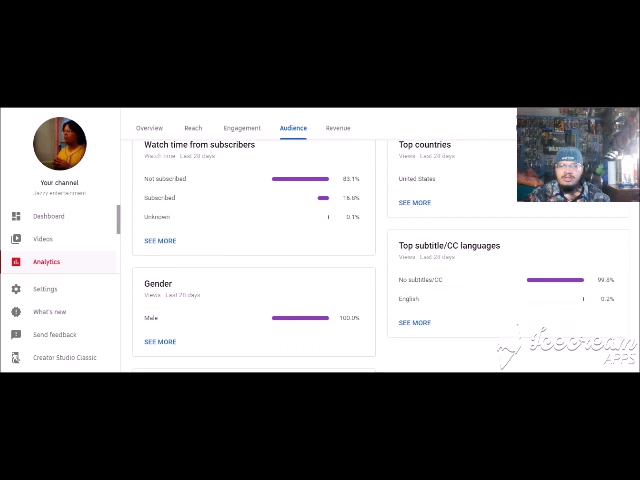 Overview Reach Engagement Audience Revenue
Watch time from subscribers
Watch time · Last 28 days
Not subscribed 83.1%
Subscribed 16.8%
Unknown 0.1%
SEE MORE
Top countries
Views · Last 28 days
United States
SEE MORE
Gender
Views · Last 28 days
Male 100.0%
SEE MORE
Top subtitle/CC languages
Views · Last 28 days
No subtitles/CC 99.8%
English 0.2%
SEE MORE
Your channel
Jazzy entertainment
Dashboard
Videos
Analytics
Settings
What's new
Send feedback
Creator Studio Classic
Icecream
APPS